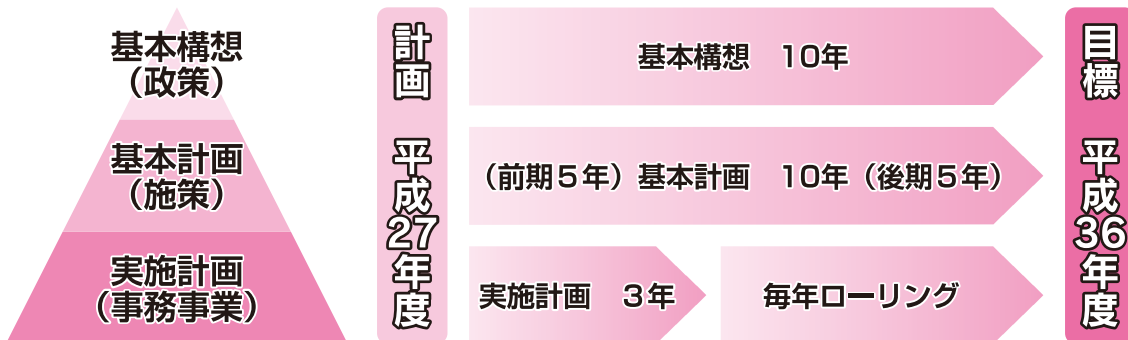 基本構想
（政策）
基本計画
（施策）
実施計画
（事務事業）
計画　平成27年度
基本構想　10年
（前期５年）基本計画　10年（後期５年）
実施計画　３年
毎年ローリング
目標　平成36年度